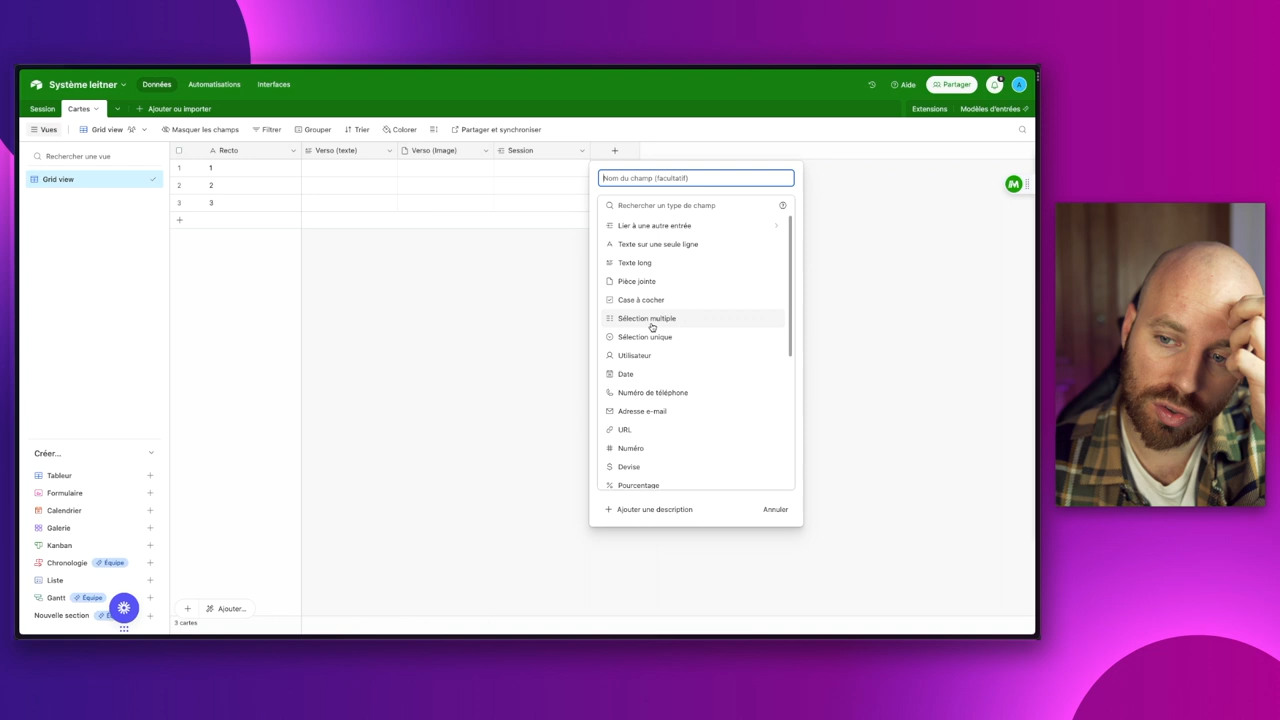 Système leitner
Données
Automatisations
Interfaces
Aide
Partager
A
Session
Cartes
Ajouter ou importer
Extensions
Modèles d'entrées
Vues
Grid view
Masquer les champs
Filtrer
Grouper
Trier
Colorer
Partager et synchroniser
Rechercher une vue
Grid view
Recto
Verso (texte)
Verso (Image)
Session
1 1
2 2
3 3
Nom du champ (facultatif)
Rechercher un type de champ
Lier à une autre entrée
Texte sur une seule ligne
Texte long
Pièce jointe
Case à cocher
Sélection multiple
Sélection unique
Utilisateur
Date
Numéro de téléphone
Adresse e-mail
URL
Numéro
Devise
Pourcentage
Ajouter une description
Annuler
Créer...
Tableur
Formulaire
Calendrier
Galerie
Kanban
Chronologie Équipe
Liste
Gantt Équipe
Nouvelle section
Ajouter...
3 cartes